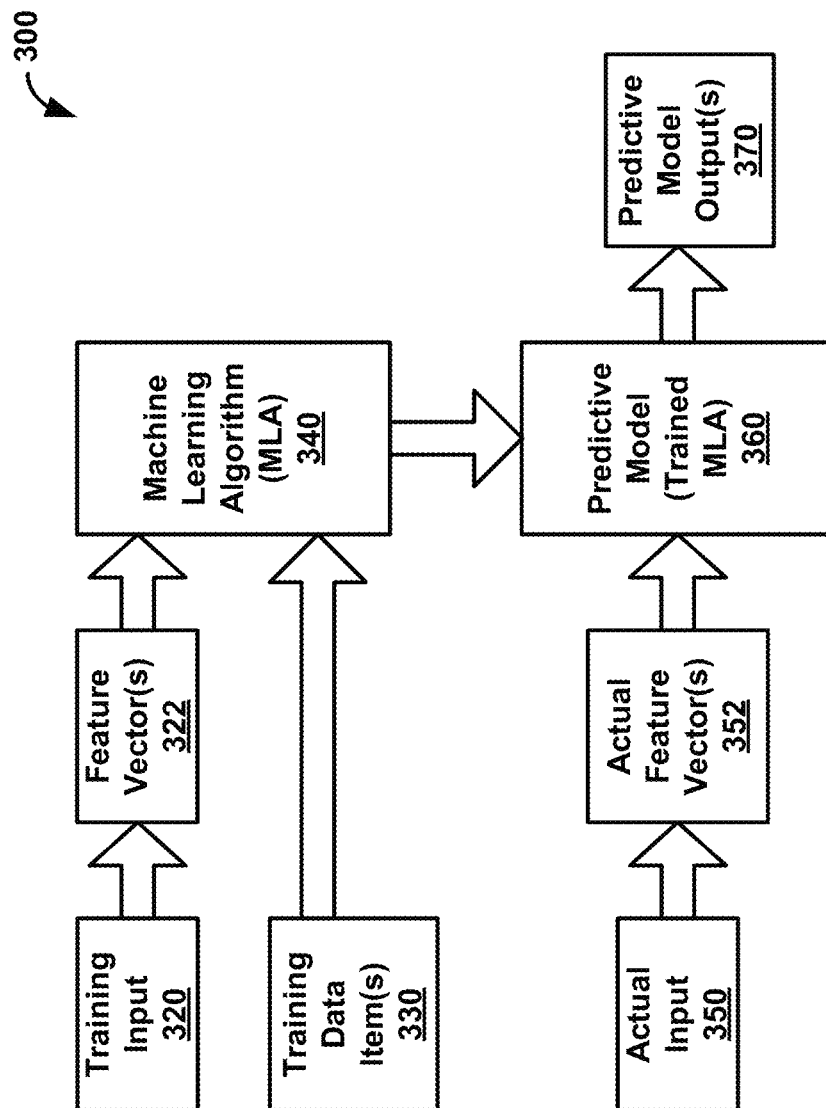 300
Training
Input
320
Feature
Vector(s)
322
Machine
Learning
Algorithm
(MLA)
340
Training
Data
Item(s)
330
Actual
Input
350
Actual
Feature
Vector(s)
352
Predictive
Model
(Trained
MLA)
360
Predictive
Model
Output(s)
370